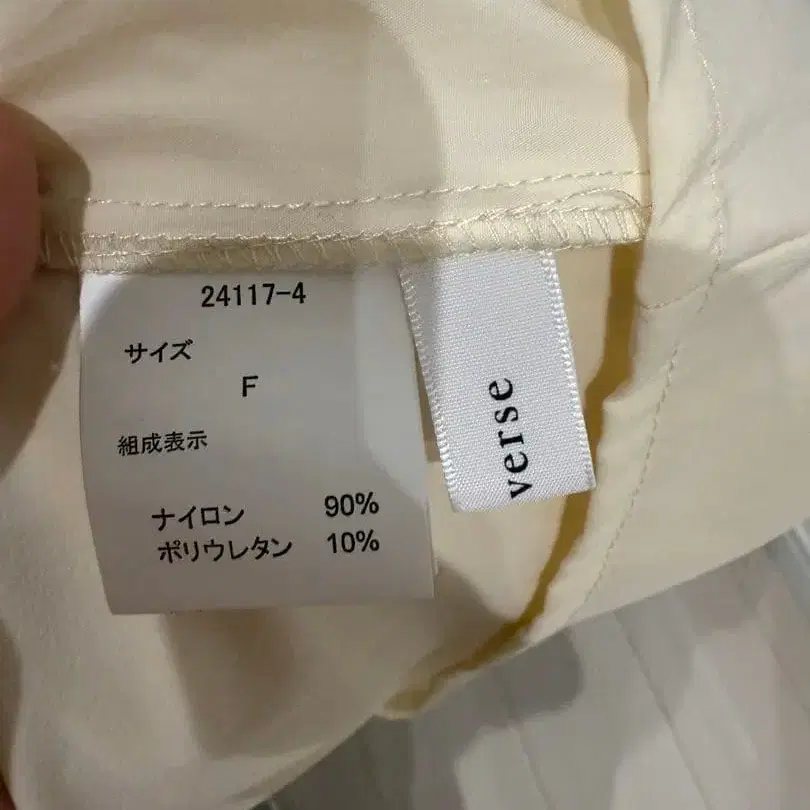 24117-4
サイズ
F
組成表示
ナイロン 90%
ポリウレタン 10%
verse